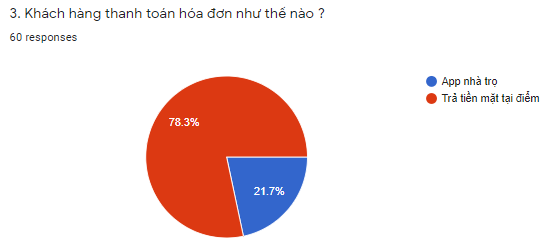 3. Khách hàng thanh toán hóa đơn như thế nào ?
60 responses
App nhà trọ
Trả tiền mặt tại điểm
78.3%
21.7%